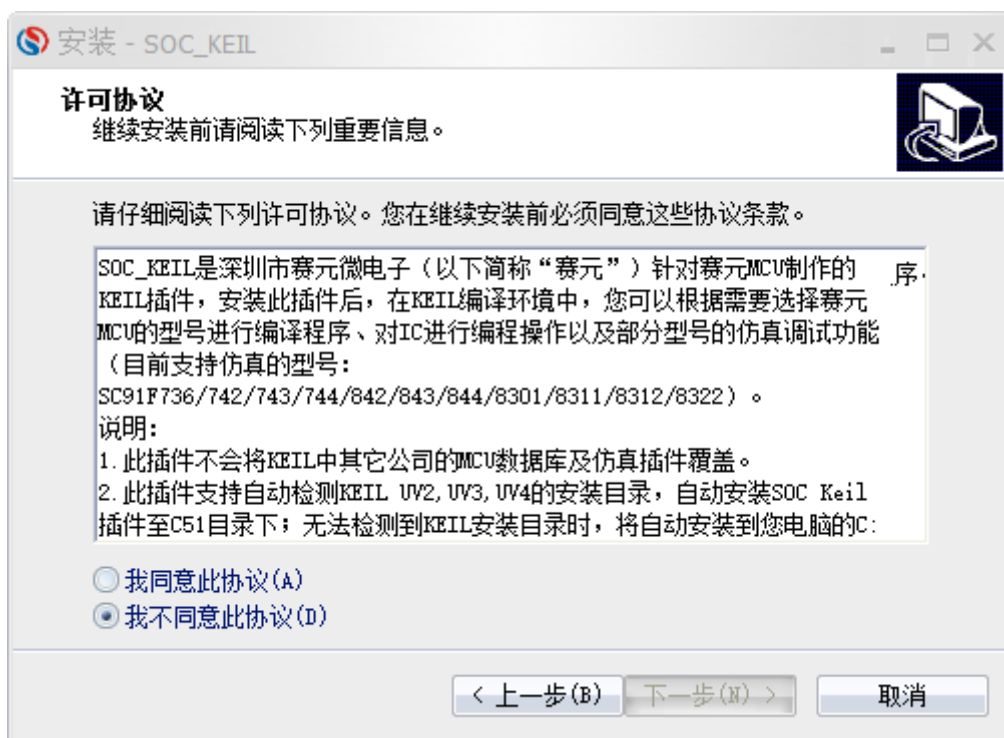 安装 - SOC_KEIL
许可协议
继续安装前请阅读下列重要信息。
请仔细阅读下列许可协议。您在继续安装前必须同意这些协议条款。
SOC_KEIL是深圳市赛元微电子（以下简称“赛元”）针对赛元MCU制作的
序.
KEIL插件，安装此插件后，在KEIL编译环境中，您可以根据需要选择赛元
MCU的型号进行编译程序、对IC进行编程操作以及部分型号的仿真调试功能
（目前支持仿真的型号：
SC91F736/742/743/744/842/843/844/8301/8311/8312/8322）。
说明：
1.此插件不会将KEIL中其它公司的MCU数据库及仿真插件覆盖。
2.此插件支持自动检测KEIL UV2,UV3,UV4的安装目录，自动安装SOC Keil
插件至C51目录下；无法检测到KEIL安装目录时，将自动安装到您电脑的C:
我同意此协议(A)
我不同意此协议(D)
< 上一步(B)
下一步(N) >
取消